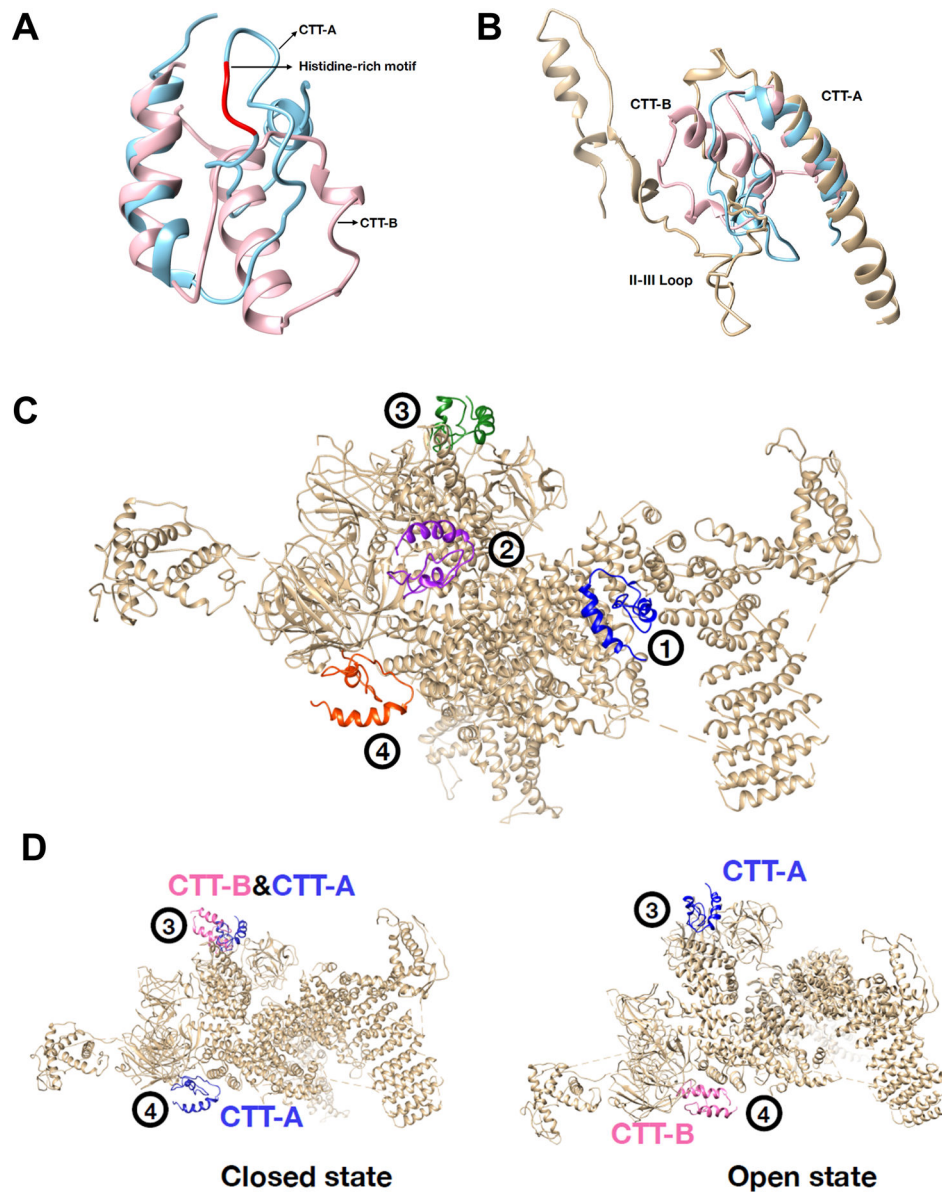 A
CTT-A
Histidine-rich motif
CTT-B
B
CTT-B
CTT-A
II-III Loop
C
3
2
1
4
D
CTT-B&CTT-A
3
4
CTT-A
Closed state
CTT-A
3
4
CTT-B
Open state